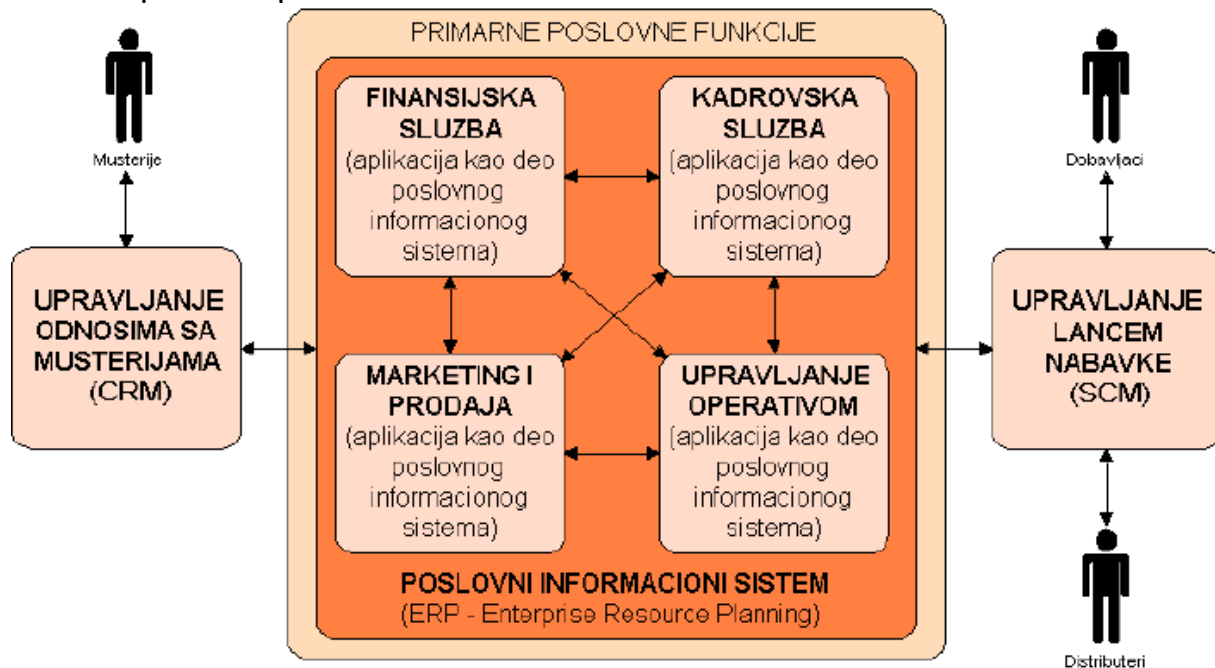 PRIMARNE POSLOVNE FUNKCIJE
Musterije
UPRAVLJANJE
ODNOSIMA SA
MUSTERIJAMA
(CRM)
FINANSIJSKA
SLUZBA
(aplikacija kao deo
poslovnog
informacionog
sistema)
KADROVSKA
SLUZBA
(aplikacija kao deo
poslovnog
informacionog
sistema)
MARKETING I
PRODAJA
(aplikacija kao deo
poslovnog
informacionog
sistema)
UPRAVLJANJE
OPERATIVOM
(aplikacija kao deo
poslovnog
informacionog
sistema)
POSLOVNI INFORMACIONI SISTEM
(ERP - Enterprise Resource Planning)
Dobavljaci
UPRAVLJANJE
LANCEM
NABAVKE
(SCM)
Distributeri